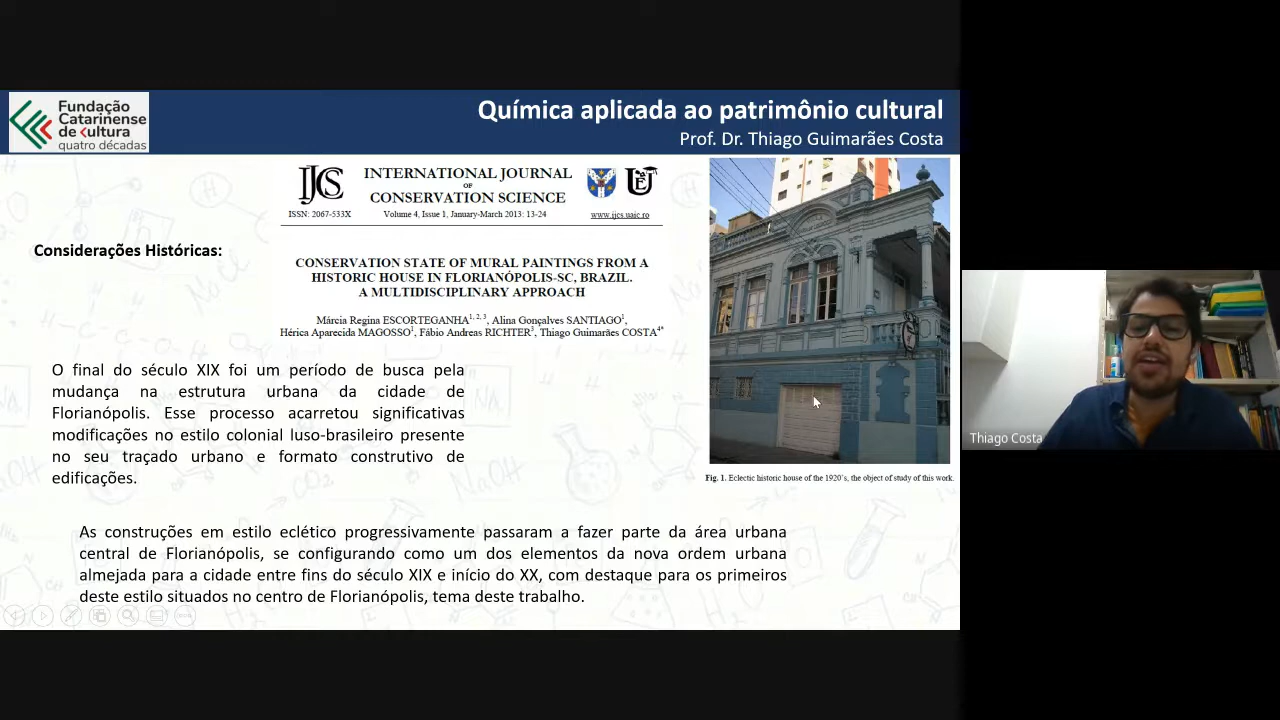 Fundação
Catarinense
de cultura
quatro décadas
Química aplicada ao patrimônio cultural
Prof. Dr. Thiago Guimarães Costa
IJCS
INTERNATIONAL JOURNAL
OF
CONSERVATION SCIENCE
ISSN: 2067-533X
Volume 4, Issue 1, January-March 2013: 13-24
www.ijcs.uaic.ro
Considerações Históricas:
CONSERVATION STATE OF MURAL PAINTINGS FROM A
HISTORIC HOUSE IN FLORIANÓPOLIS-SC, BRAZIL.
A MULTIDISCIPLINARY APPROACH
Márcia Regina ESCORTEGANHA1, 2, 3, Alina Gonçalves SANTIAGO1,
Hérica Aparecida MAGOSSO1, Fábio Andreas RICHTER3, Thiago Guimarães COSTA4*
O final do século XIX foi um período de busca pela
mudança na estrutura urbana da cidade de
Florianópolis. Esse processo acarretou significativas
modificações no estilo colonial luso-brasileiro presente
no seu traçado urbano e formato construtivo de
edificações.
Fig. 1. Eclectic historic house of the 1920's, the object of study of this work.
As construções em estilo eclético progressivamente passaram a fazer parte da área urbana
central de Florianópolis, se configurando como um dos elementos da nova ordem urbana
almejada para a cidade entre fins do século XIX e início do XX, com destaque para os primeiros
deste estilo situados no centro de Florianópolis, tema deste trabalho.
Thiago Costa